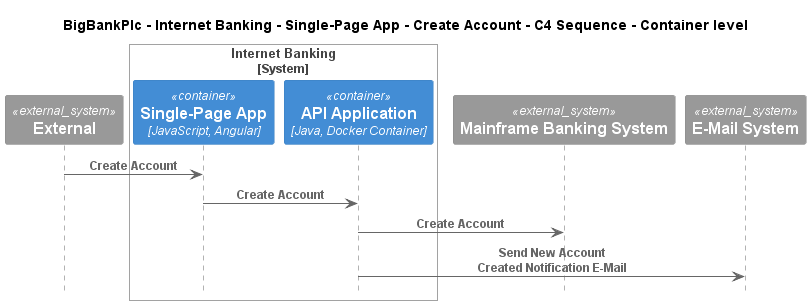 BigBankPlc - Internet Banking - Single-Page App - Create Account - C4 Sequence - Container level
Internet Banking
[System]
«external_system»
External
«container»
Single-Page App
[JavaScript, Angular]
«container»
API Application
[Java, Docker Container]
«external_system»
Mainframe Banking System
«external_system»
E-Mail System
Create Account
Create Account
Create Account
Send New Account
Created Notification E-Mail